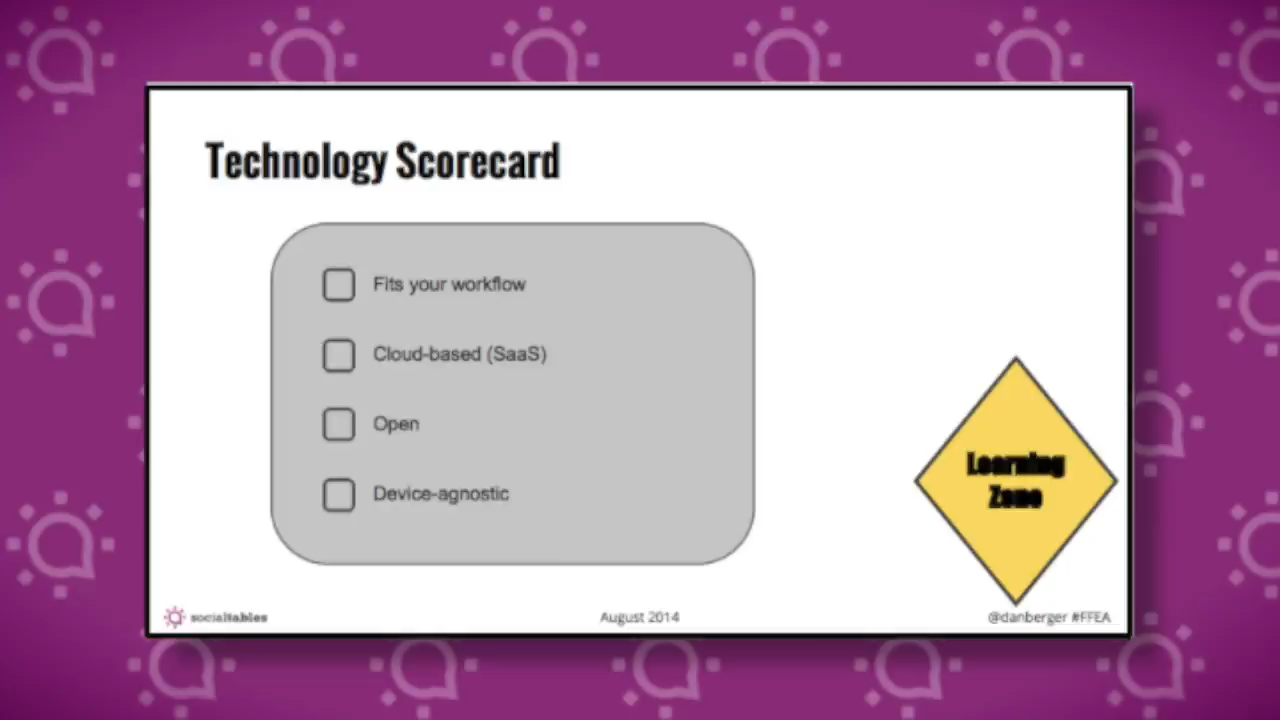 Technology Scorecard
Fits your workflow
Cloud-based (SaaS)
Open
Device-agnostic
Learning
Zone
socialtables
August 2014
@danberger #FFEA